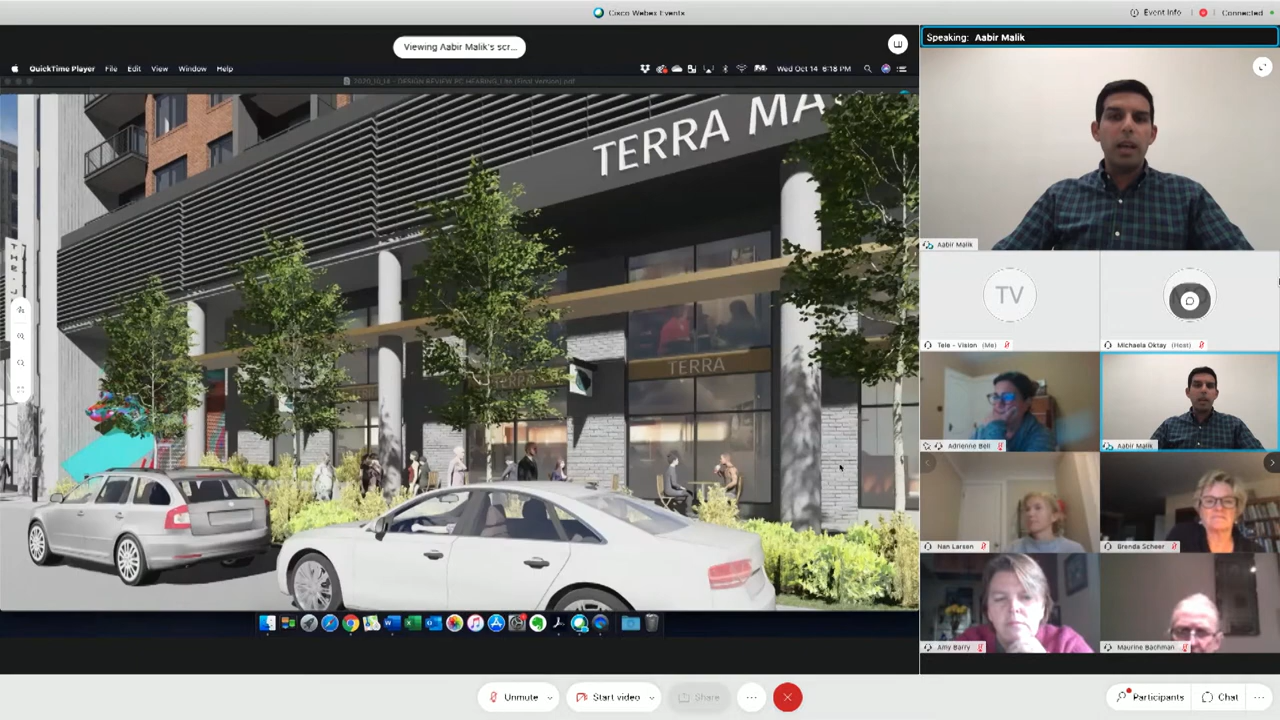 Cisco Webex Events
Event Info
Connected
Viewing Aabir Malik's scr...
Speaking: Aabir Malik
QuickTime Player File Edit View Window Help
Wed Oct 14 6:18 PM
TERRA MA
TERRA
TERRA
Aabir Malik
TV
Tele - Vision (Me)
Michaela Oktay (Host)
Adrienne Bell
Aabir Malik
Nan Larsen
Brenda Scheer
Amy Barry
Maurine Bachman
Unmute
Start video
Share
Participants
Chat